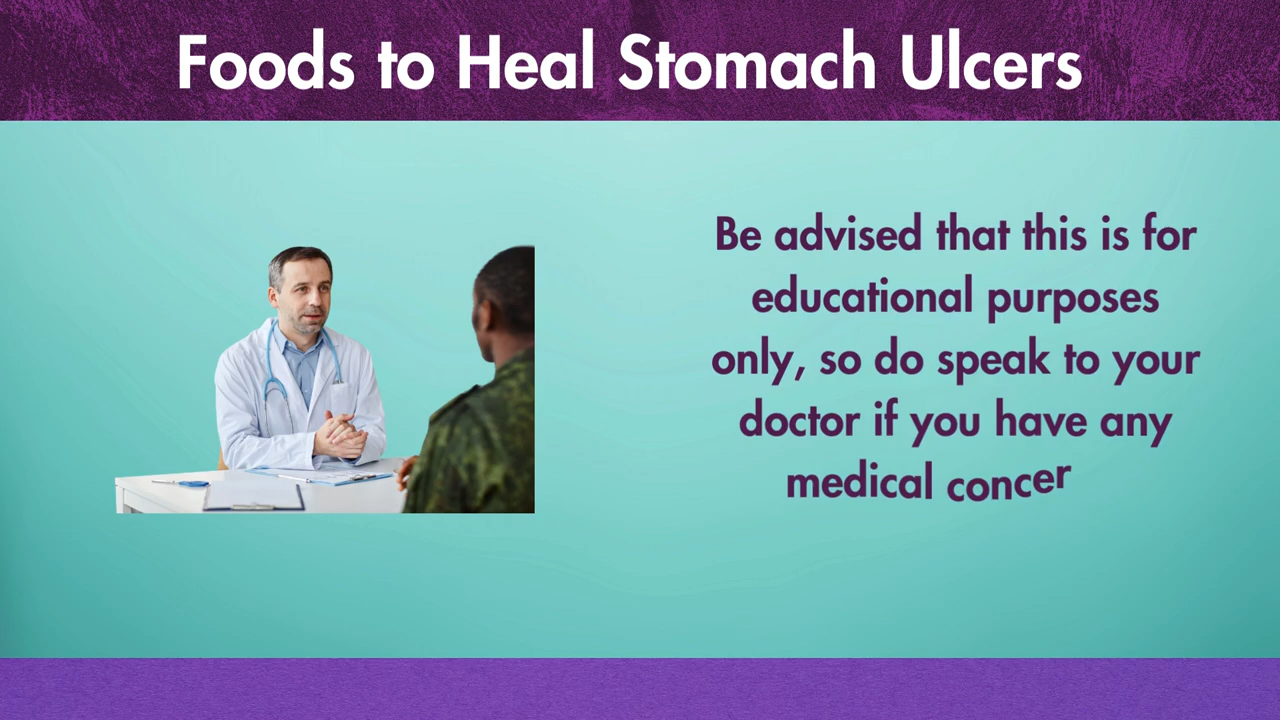 Foods to Heal Stomach Ulcers
Be advised that this is for
educational purposes
only, so do speak to your
doctor if you have any
medical concer